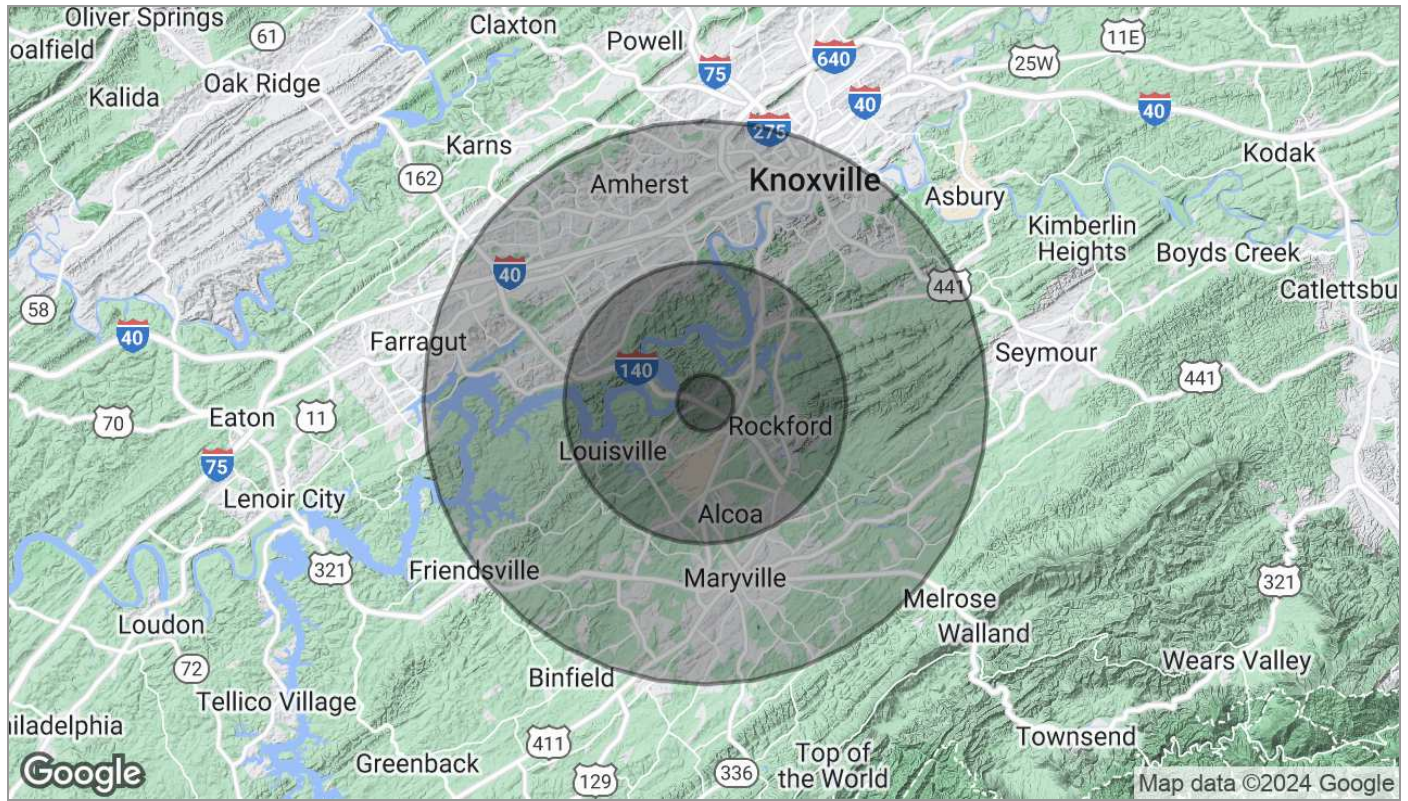 Oliver Springs
61
Claxton
Powell
75
640
25W
11E
oalfield
Oak Ridge
Kalida
40
40
275
Karns
162
Amherst
Knoxville
Kodak
Asbury
Kimberlin
Heights
Boyds Creek
40
441
Catlettsbu
58
40
Farragut
140
Seymour
441
70
Eaton
11
Rockford
Louisville
75
Lenoir City
Alcoa
321
Friendsville
Maryville
321
Melrose
Loudon
Walland
72
Binfield
Wears Valley
Tellico Village
hiladelphia
411
Townsend
Greenback
129
336
Top of
the World
Google
Map data ©2024 Google